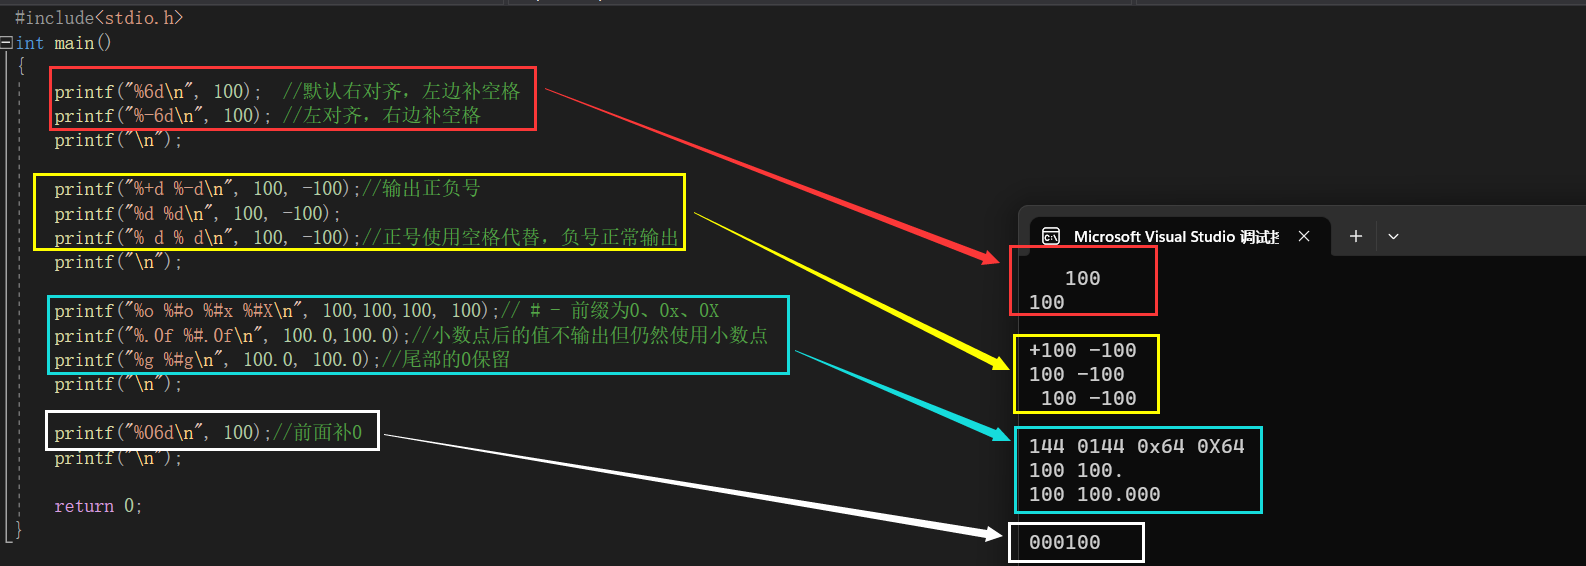 #include<stdio.h>
int main()
{
printf("%6d\n", 100);  //默认右对齐，左边补空格
printf("%-6d\n", 100); //左对齐，右边补空格
printf("\n");
printf("%+d %-d\n", 100, -100);//输出正负号
printf("%d %d\n", 100, -100);
printf("% d % d\n", 100, -100);//正号使用空格代替，负号正常输出
printf("\n");
printf("%o %#o %#x %#X\n", 100,100,100, 100);// # - 前缀为0、0x、0X
printf("%.0f %#.0f\n", 100.0,100.0);//小数点后的值不输出但仍然使用小数点
printf("%g %#g\n", 100.0, 100.0);//尾部的0保留
printf("\n");
printf("%06d\n", 100);//前面补0
printf("\n");
return 0;
}
Microsoft Visual Studio 调试
100
100
+100 -100
100 -100
100 -100
144 0144 0x64 0X64
100 100.
100 100.000
000100